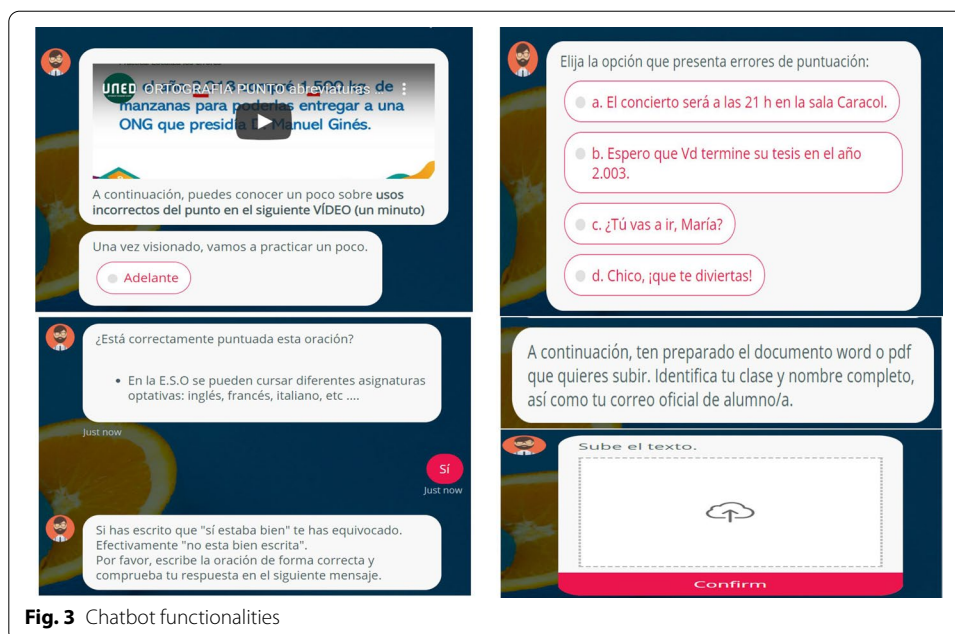 UNED ORTOGRAFÍA PUNTO abreviaturas
de
manzanas para poderlas entregar a una
ONG que presidía D. Manuel Ginés.
A continuación, puedes conocer un poco sobre usos
incorrectos del punto en el siguiente VÍDEO (un minuto)
Una vez visionado, vamos a practicar un poco.
Adelante
¿Está correctamente puntuada esta oración?
• En la E.S.O se pueden cursar diferentes asignaturas
optativas: inglés, francés, italiano, etc ....
Just now
Sí
Just now
Si has escrito que "sí estaba bien" te has equivocado.
Efectivamente "no esta bien escrita".
Por favor, escribe la oración de forma correcta y
comprueba tu respuesta en el siguiente mensaje.
Elija la opción que presenta errores de puntuación:
a. El concierto será a las 21 h en la sala Caracol.
b. Espero que Vd termine su tesis en el año
2.003.
c. ¿Tú vas a ir, María?
d. Chico, ¡que te diviertas!
A continuación, ten preparado el documento word o pdf
que quieres subir. Identifica tu clase y nombre completo,
así como tu correo oficial de alumno/a.
Sube el texto.
Confirm
Fig. 3 Chatbot functionalities